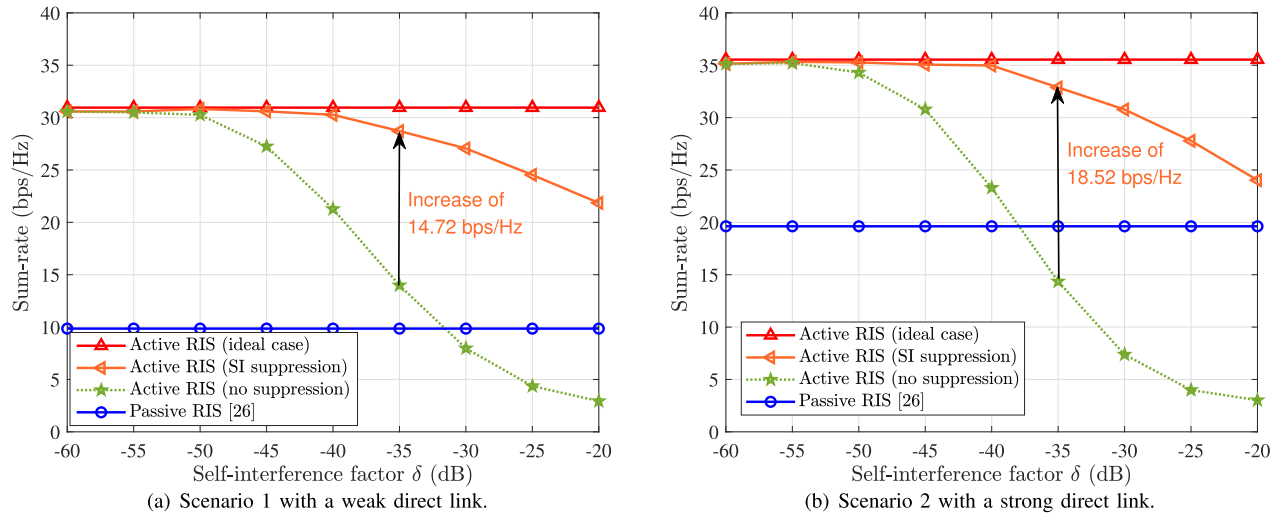 40
35
30
25
20
15
10
5
0
Sum-rate (bps/Hz)
Increase of
14.72 bps/Hz
Active RIS (ideal case)
Active RIS (SI suppression)
Active RIS (no suppression)
Passive RIS [26]
-60 -55 -50 -45 -40 -35 -30 -25 -20
Self-interference factor δ (dB)
(a) Scenario 1 with a weak direct link.
40
35
30
25
20
15
10
5
0
Sum-rate (bps/Hz)
Increase of
18.52 bps/Hz
Active RIS (ideal case)
Active RIS (SI suppression)
Active RIS (no suppression)
Passive RIS [26]
-60 -55 -50 -45 -40 -35 -30 -25 -20
Self-interference factor δ (dB)
(b) Scenario 2 with a strong direct link.